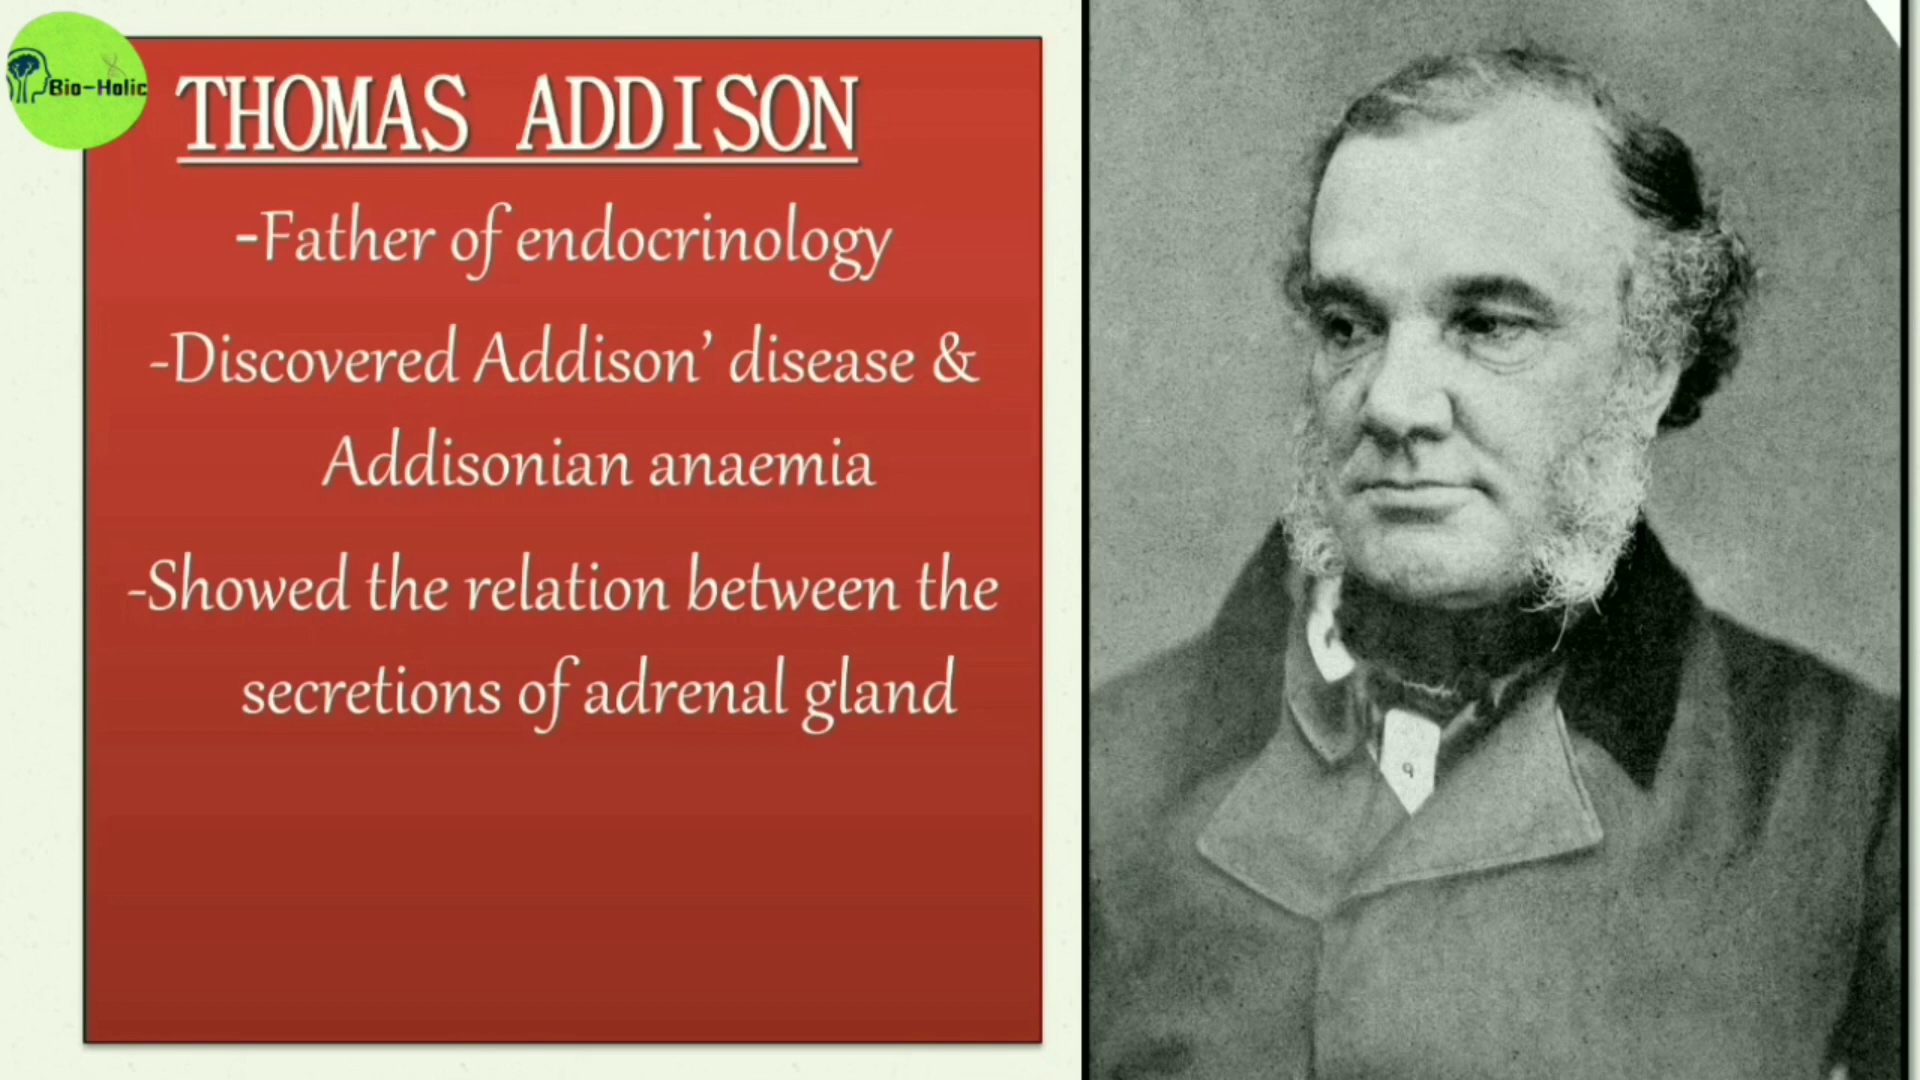 Bio-Holic
THOMAS ADDISON
-Father of endocrinology
-Discovered Addison’ disease &
Addisonian anaemia
-Showed the relation between the
secretions of adrenal gland
9